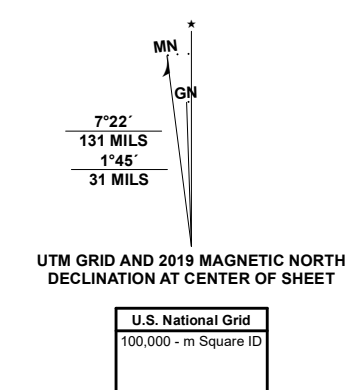 MN
GN
7°22´
131 MILS
1°45´
31 MILS
UTM GRID AND 2019 MAGNETIC NORTH
DECLINATION AT CENTER OF SHEET
U.S. National Grid
100,000 - m Square ID